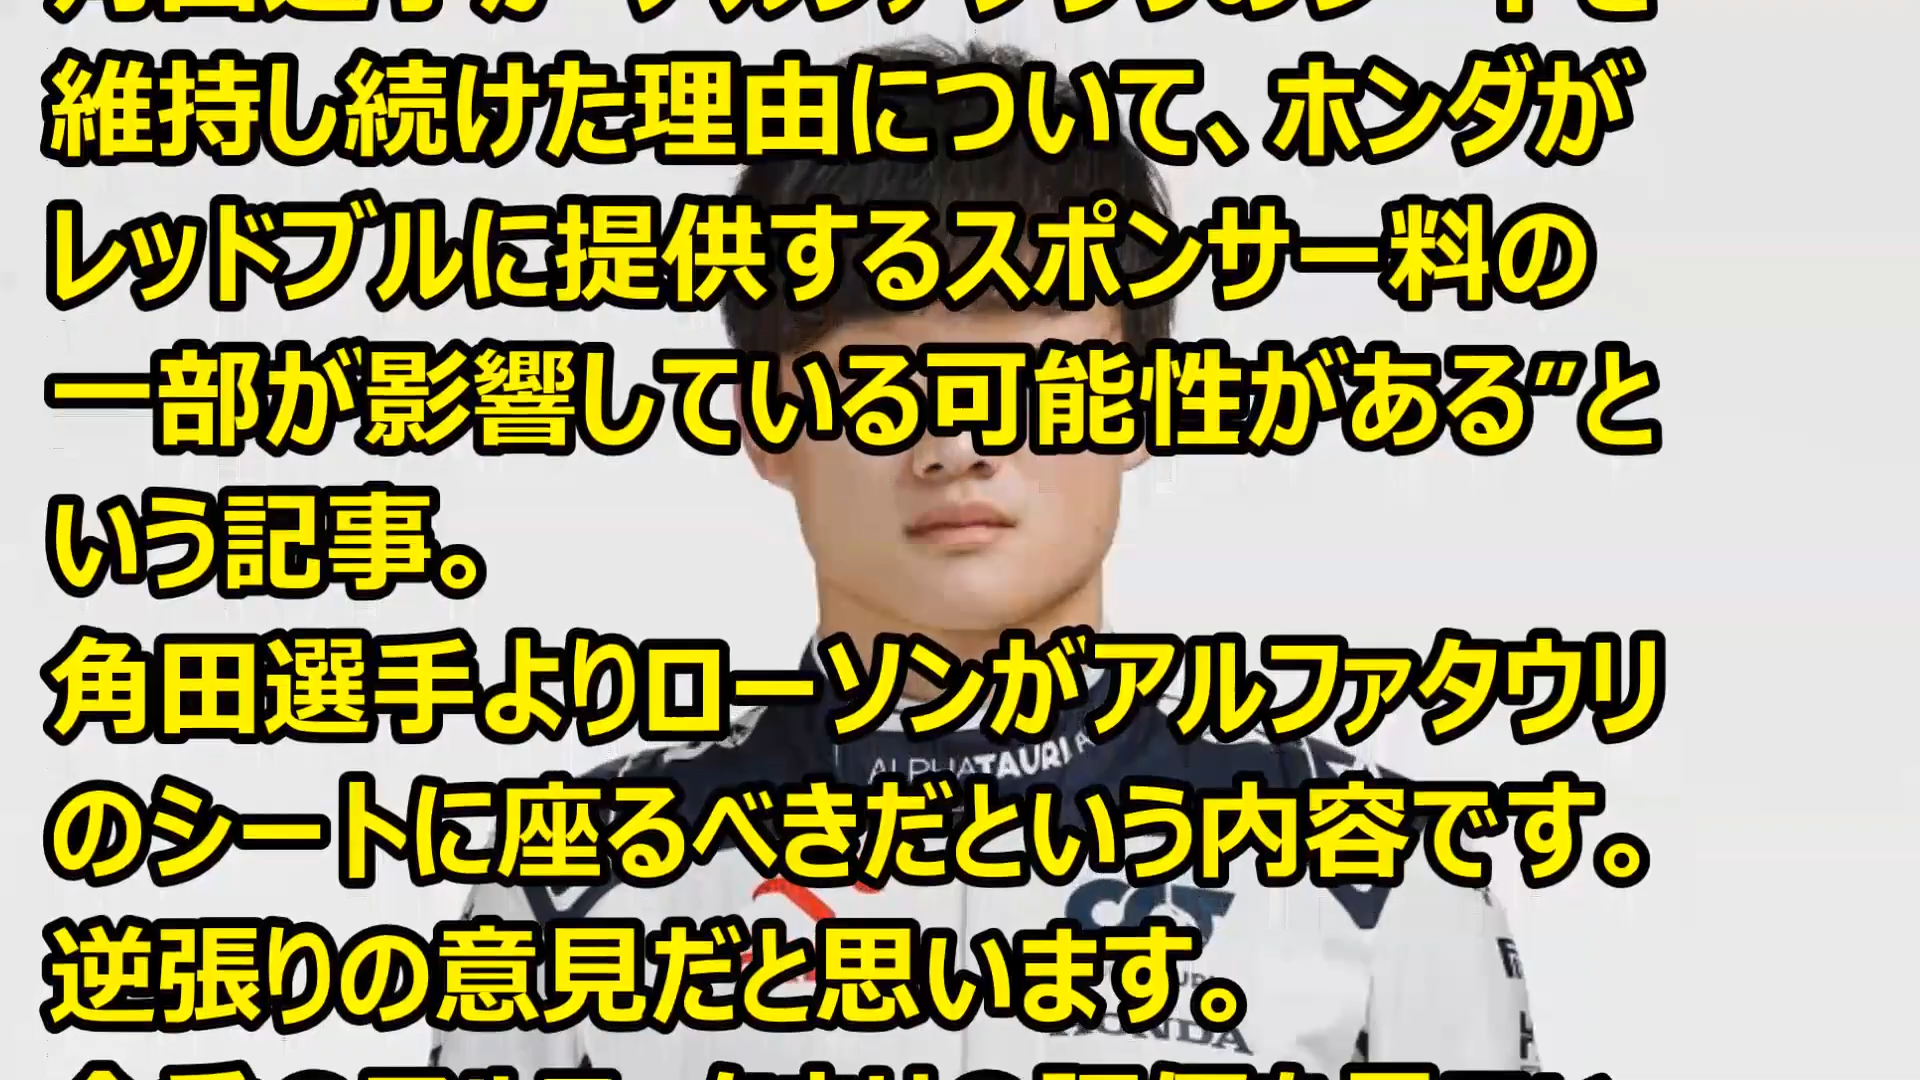 維持し続けた理由について、ホンダが
レッドブルに提供するスポンサー料の
一部が影響している可能性がある”と
いう記事。
角田選手よりローソンがアルファタウリ
のシートに座るべきだという内容です。
逆張りの意見だと思います。
ALPHATAURI
HONDA